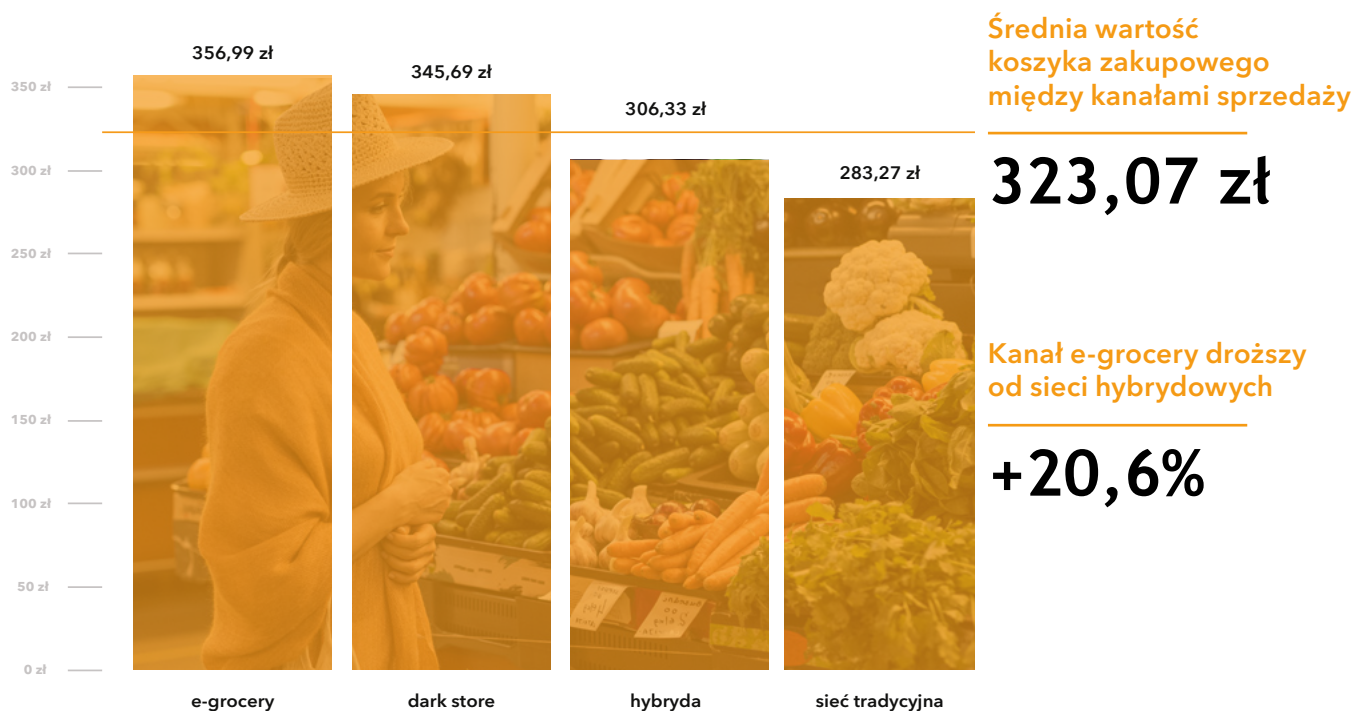 Średnia wartość
koszyka zakupowego
między kanałami sprzedaży
323,07 zł
Kanał e-grocery droższy
od sieci hybrydowych
+20,6%
356,99 zł
345,69 zł
306,33 zł
283,27 zł
350 zł
300 zł
250 zł
200 zł
150 zł
100 zł
50 zł
0 zł
e-grocery
dark store
hybryda
sieć tradycyjna